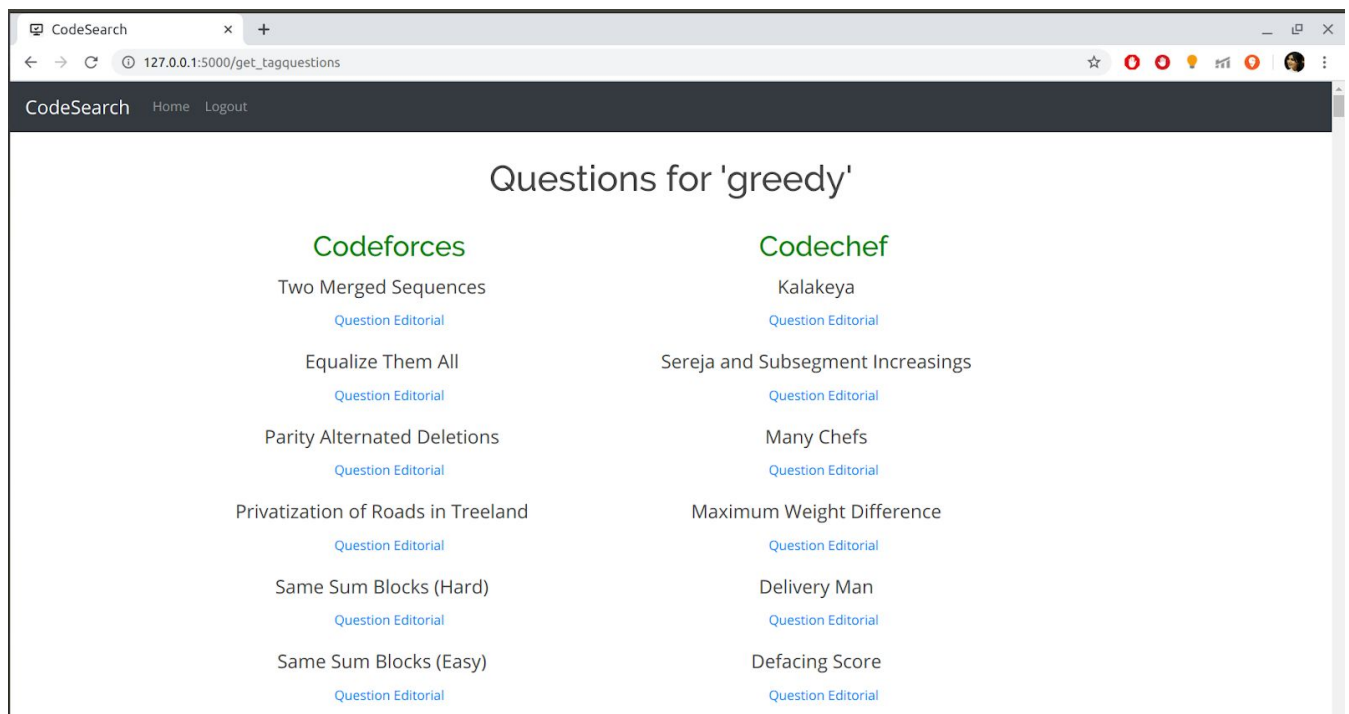 CodeSearch
127.0.0.1:5000/get_tagquestions
CodeSearch Home Logout
Questions for 'greedy'
Codeforces
Two Merged Sequences
Question Editorial
Equalize Them All
Question Editorial
Parity Alternated Deletions
Question Editorial
Privatization of Roads in Treeland
Question Editorial
Same Sum Blocks (Hard)
Question Editorial
Same Sum Blocks (Easy)
Question Editorial
Codechef
Kalakeya
Question Editorial
Sereja and Subsegment Increasings
Question Editorial
Many Chefs
Question Editorial
Maximum Weight Difference
Question Editorial
Delivery Man
Question Editorial
Defacing Score
Question Editorial